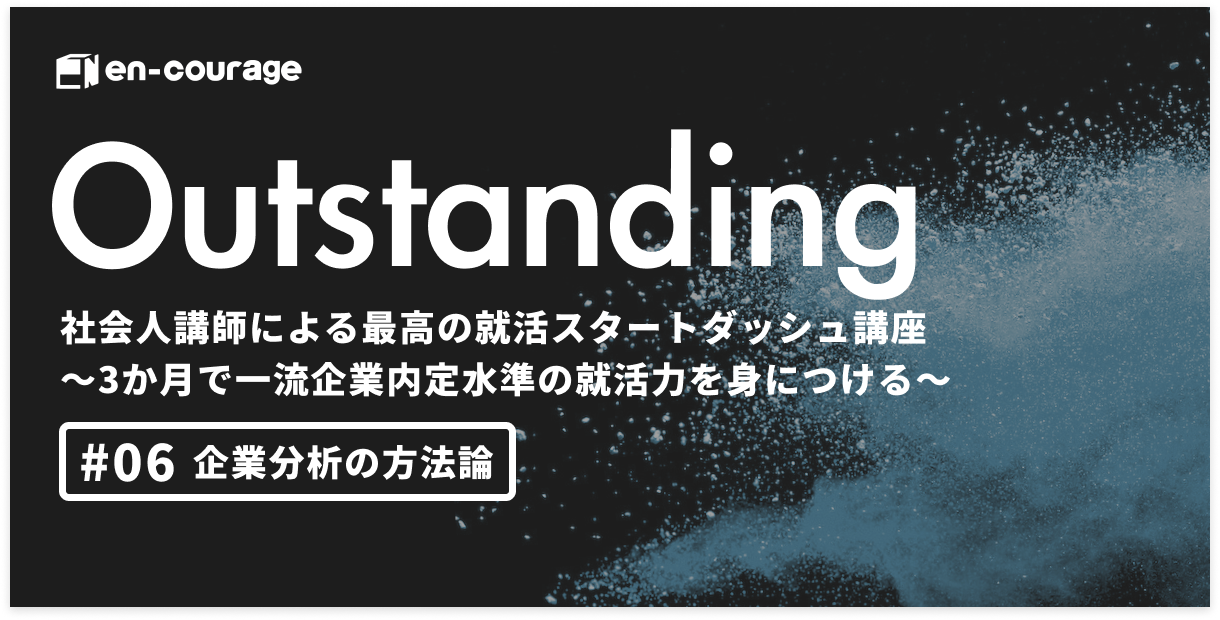 en-courage
Outstanding
社会人講師による最高の就活スタートダッシュ講座
～3か月で一流企業内定水準の就活力を身につける～
#06 企業分析の方法論